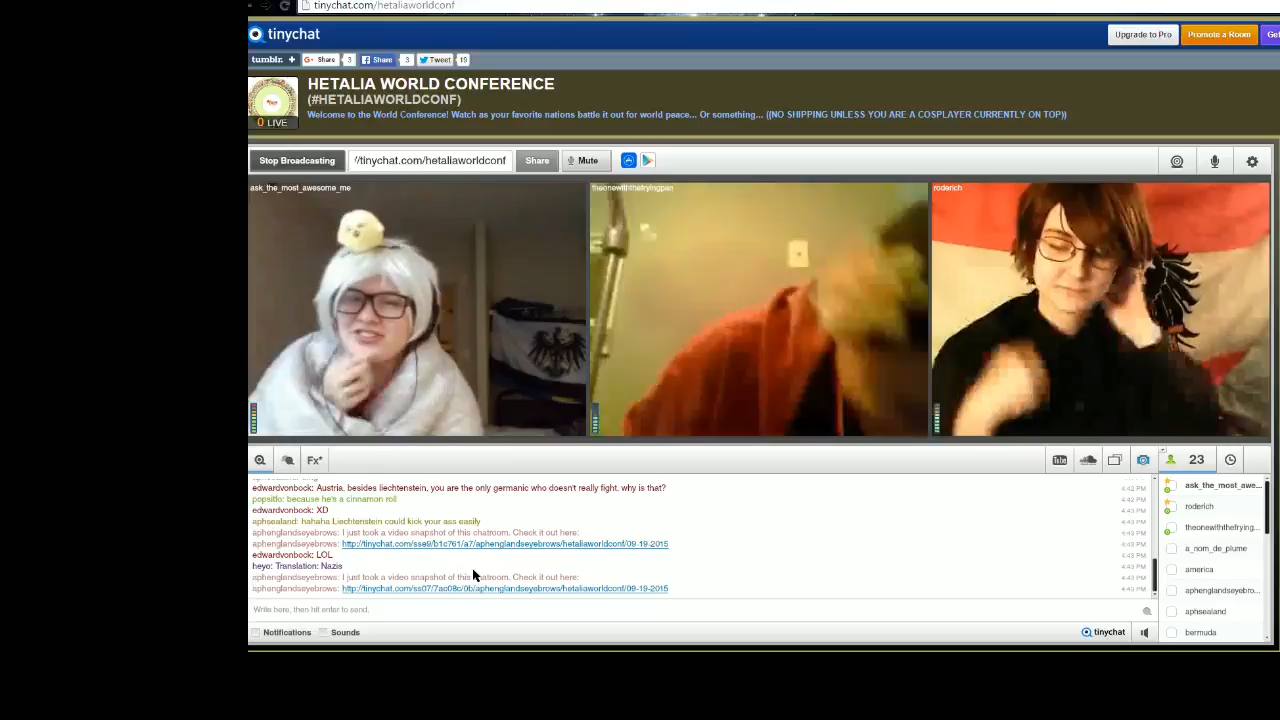 tinychat.com/hetaliaworldconf
tinychat
Upgrade to Pro
Promote a Room
Get
tumblr. +
Share
3
Share
3
Tweet
19
HETALIA WORLD CONFERENCE
(#HETALIAWORLDCONF)
Welcome to the World Conference! Watch as your favorite nations battle it out for world peace... Or something... ((NO SHIPPING UNLESS YOU ARE A COSPLAYER CURRENTLY ON TOP))
0 LIVE
Stop Broadcasting
//tinychat.com/hetaliaworldconf
Share
Mute
ask_the_most_awesome_me
theonewiththefryingpan
roderich
Fx*
You Tube
23
edwardvonbock: Austria, besides liechtenstein, you are the only germanic who doesn't really fight. why is that? 4:42 PM
popsitlo: because he's a cinnamon roll 4:42 PM
edwardvonbock: XD 4:43 PM
aphsealand: hahaha Liechtenstein could kick your ass easily 4:43 PM
aphenglandseyebrows: I just took a video snapshot of this chatroom. Check it out here: 4:43 PM
aphenglandseyebrows: http://tinychat.com/sse9/b1c761/a7/aphenglandseyebrows/hetaliaworldconf/09-19-2015 4:43 PM
edwardvonbock: LOL 4:43 PM
heyo: Translation: Nazis 4:43 PM
aphenglandseyebrows: I just took a video snapshot of this chatroom. Check it out here: 4:43 PM
aphenglandseyebrows: http://tinychat.com/ss07/7ac08c/0b/aphenglandseyebrows/hetaliaworldconf/09-19-2015 4:43 PM
ask_the_most_awe...
roderich
theonewiththefrying...
a_nom_de_plume
america
aphenglandseyebro...
aphsealand
bermuda
Write here, then hit enter to send.
Notifications
Sounds
tinychat